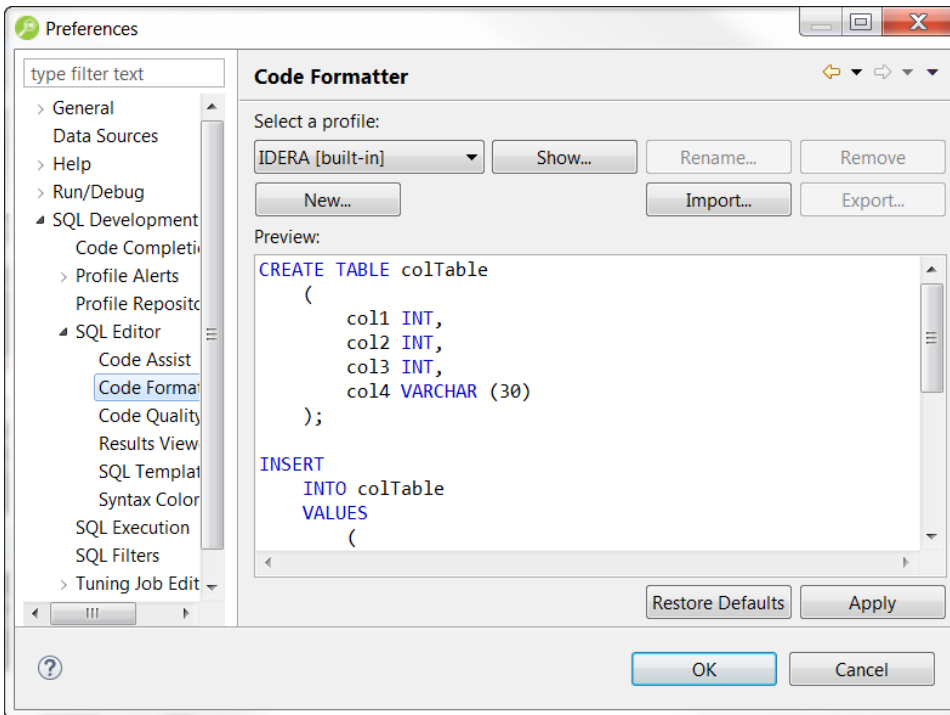 Preferences
type filter text
General
Data Sources
Help
Run/Debug
SQL Development
Code Completi
Profile Alerts
Profile Reposito
SQL Editor
Code Assist
Code Format
Code Quality
Results View
SQL Templat
Syntax Color
SQL Execution
SQL Filters
Tuning Job Edit
Code Formatter
Select a profile:
IDERA [built-in] Show... Rename... Remove
New... Import... Export...
Preview:
CREATE TABLE colTable
(
col1 INT,
col2 INT,
col3 INT,
col4 VARCHAR (30)
);
INSERT
INTO colTable
VALUES
(
Restore Defaults Apply
? OK Cancel